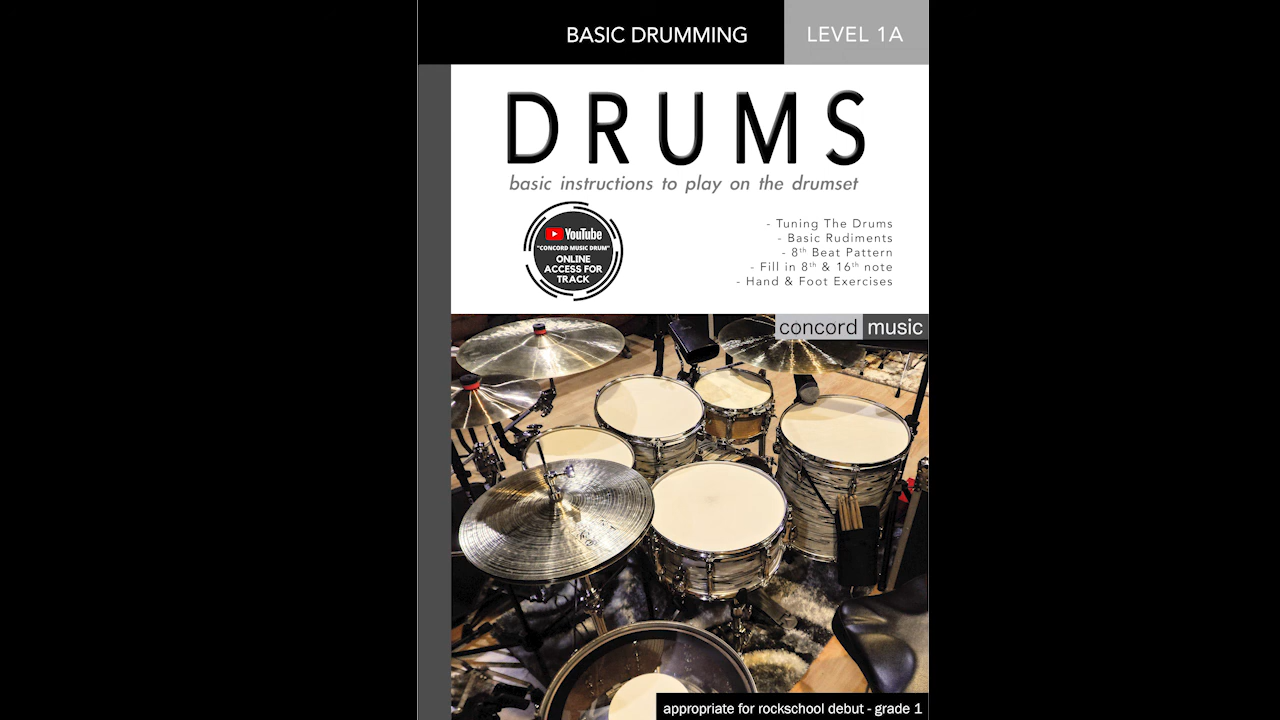 BASIC DRUMMING
LEVEL 1A
DRUMS
basic instructions to play on the drumset
YouTube
"CONCORD MUSIC DRUM"
ONLINE
ACCESS FOR
TRACK
- Tuning The Drums
- Basic Rudiments
- 8th Beat Pattern
- Fill in 8th & 16th note
- Hand & Foot Exercises
concord music
appropriate for rockschool debut - grade 1